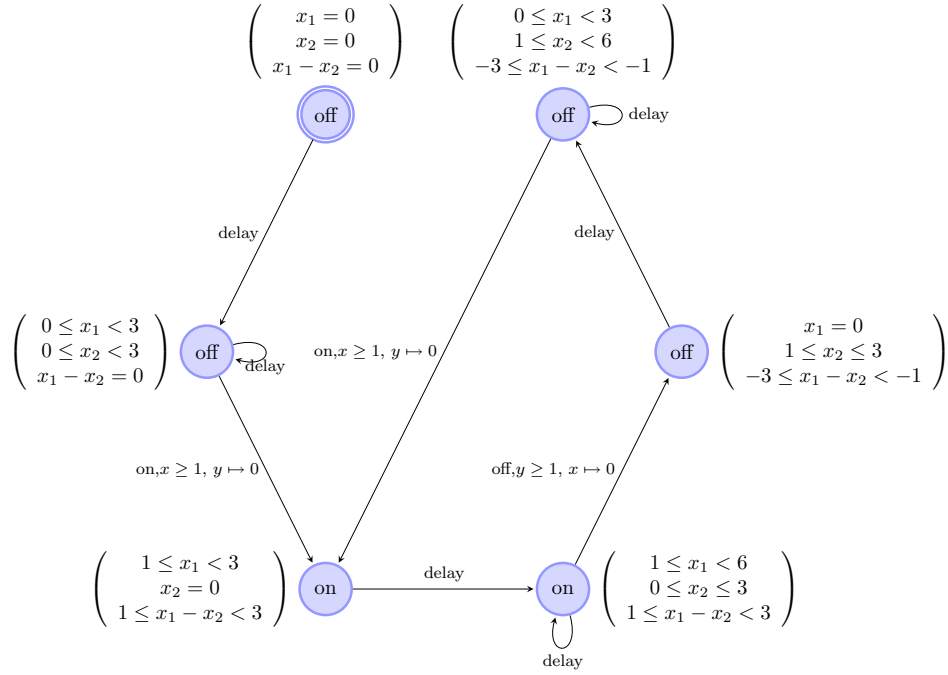 x₁ = 0
x₂ = 0
x₁ − x₂ = 0
0 ≤ x₁ < 3
1 ≤ x₂ < 6
−3 ≤ x₁ − x₂ < −1
off
off
delay
delay
delay
0 ≤ x₁ < 3
0 ≤ x₂ < 3
x₁ − x₂ = 0
off
delay
on,x ≥ 1, y ↦ 0
off
x₁ = 0
1 ≤ x₂ ≤ 3
−3 ≤ x₁ − x₂ < −1
on,x ≥ 1, y ↦ 0
off,y ≥ 1, x ↦ 0
1 ≤ x₁ < 3
x₂ = 0
1 ≤ x₁ − x₂ < 3
on
delay
on
1 ≤ x₁ < 6
0 ≤ x₂ ≤ 3
1 ≤ x₁ − x₂ < 3
delay